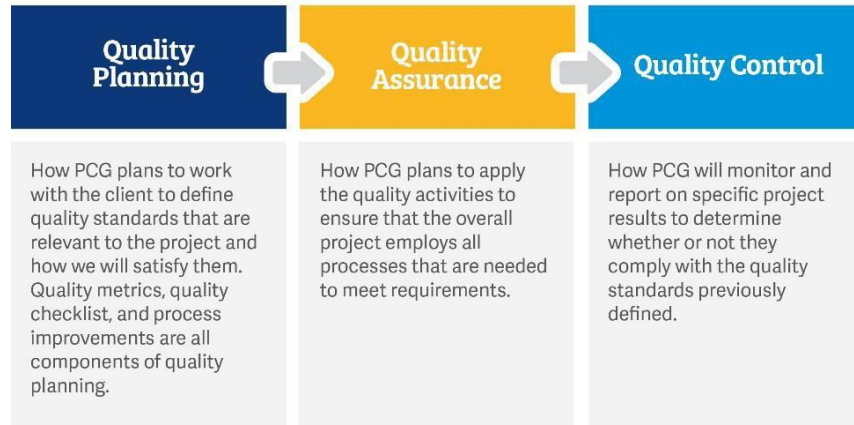 Quality
Planning
Quality
Assurance
Quality Control
How PCG plans to work
with the client to define
quality standards that are
relevant to the project and
how we will satisfy them.
Quality metrics, quality
checklist, and process
improvements are all
components of quality
planning.
How PCG plans to apply
the quality activities to
ensure that the overall
project employs all
processes that are needed
to meet requirements.
How PCG will monitor and
report on specific project
results to determine
whether or not they
comply with the quality
standards previously
defined.